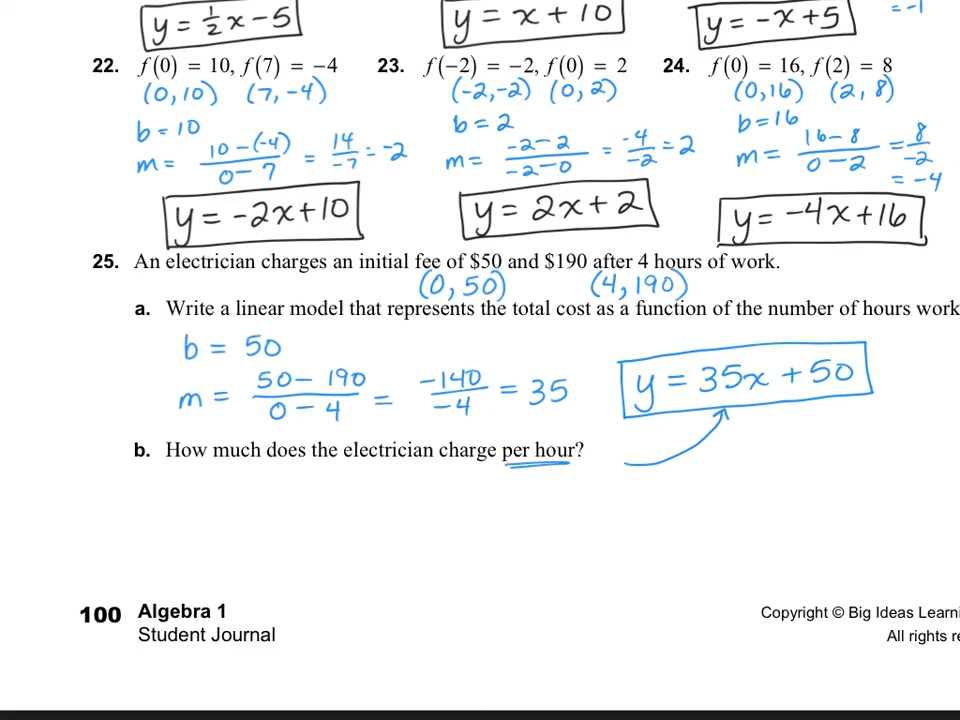 y = 1/2 x - 5 y = x + 10 y = -x + 5 = -1
22. f(0) = 10, f(7) = -4 23. f(-2) = -2, f(0) = 2 24. f(0) = 16, f(2) = 8
(0, 10) (7, -4) (-2, -2) (0, 2) (0, 16) (2, 8)
b = 10 b = 2 b = 16
m = 10 - (-4) / 0 - 7 = 14 / -7 = -2 m = -2 - 2 / -2 - 0 = -4 / -2 = 2 m = 16 - 8 / 0 - 2 = 8 / -2
= -4
y = -2x + 10 y = 2x + 2 y = -4x + 16
25. An electrician charges an initial fee of $50 and $190 after 4 hours of work.
(0, 50) (4, 190)
a. Write a linear model that represents the total cost as a function of the number of hours work
b = 50
m = 50 - 190 / 0 - 4 = -140 / -4 = 35 y = 35x + 50
b. How much does the electrician charge per hour?
100 Algebra 1 Copyright © Big Ideas Learni
Student Journal All rights re